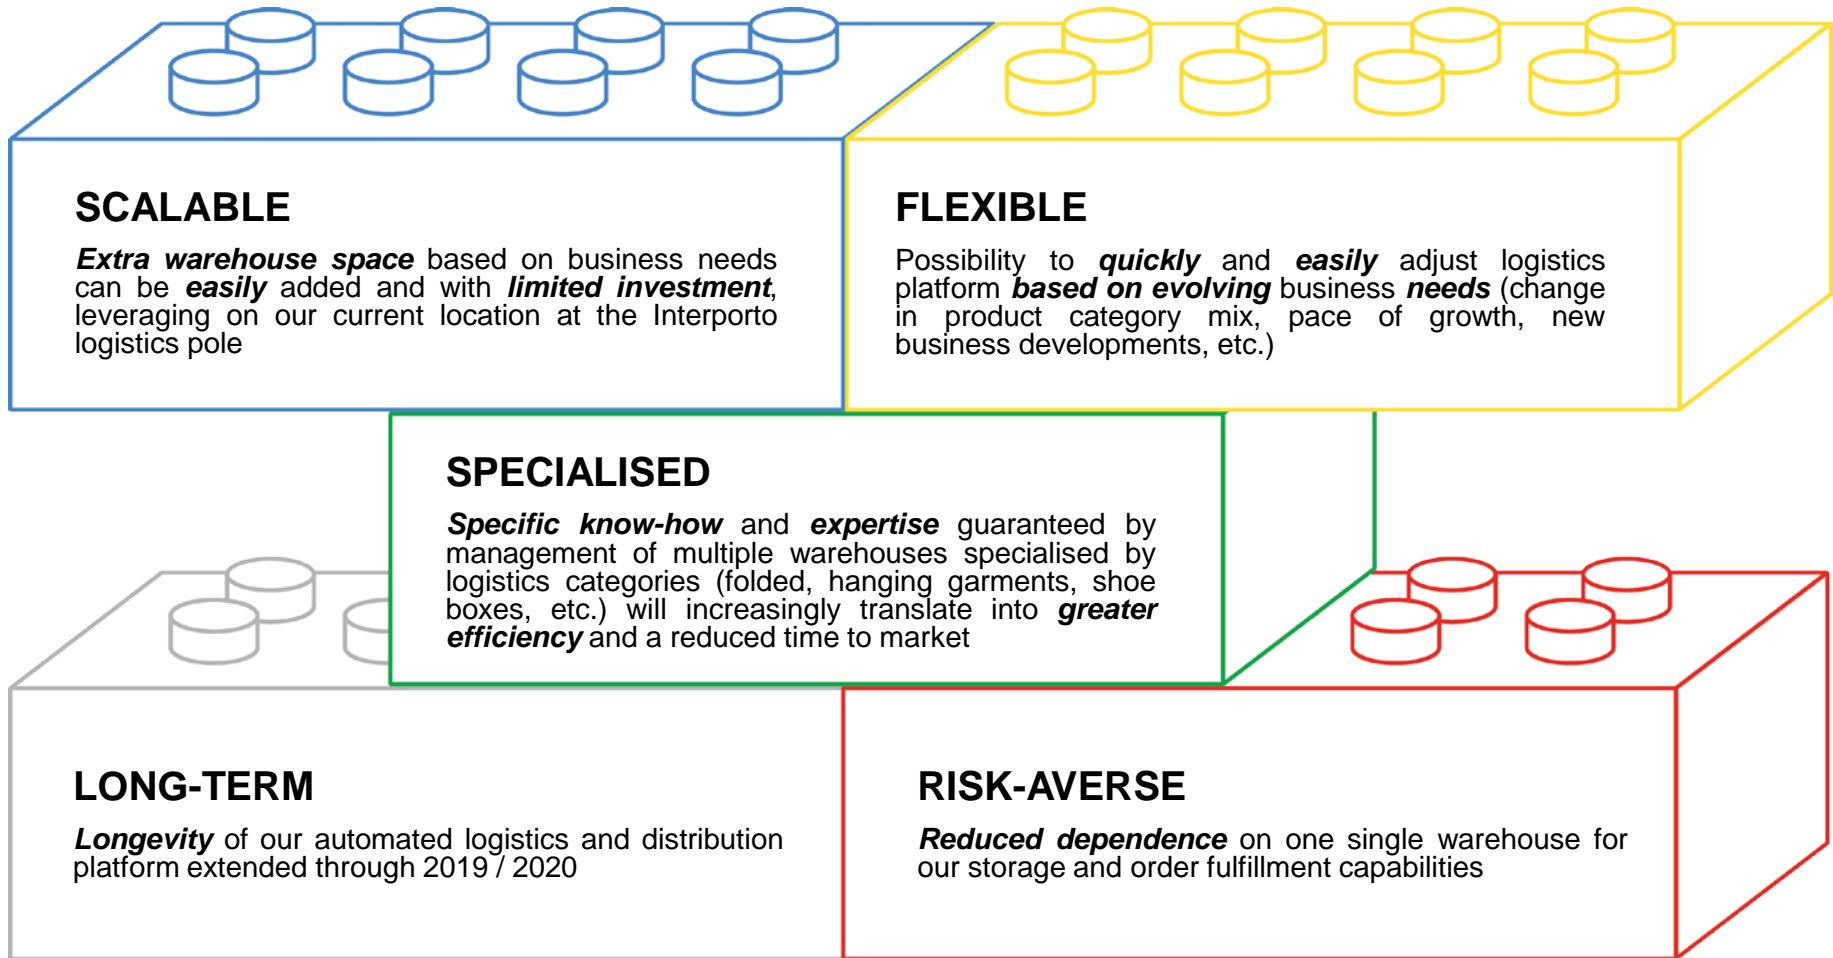 SCALABLE
Extra warehouse space based on business needs
can be easily added and with limited investment,
leveraging on our current location at the Interporto
logistics pole
FLEXIBLE
Possibility to quickly and easily adjust logistics
platform based on evolving business needs (change
in product category mix, pace of growth, new
business developments, etc.)
SPECIALISED
Specific know-how and expertise guaranteed by
management of multiple warehouses specialised by
logistics categories (folded, hanging garments, shoe
boxes, etc.) will increasingly translate into greater
efficiency and a reduced time to market
LONG-TERM
Longevity of our automated logistics and distribution
platform extended through 2019 / 2020
RISK-AVERSE
Reduced dependence on one single warehouse for
our storage and order fulfillment capabilities